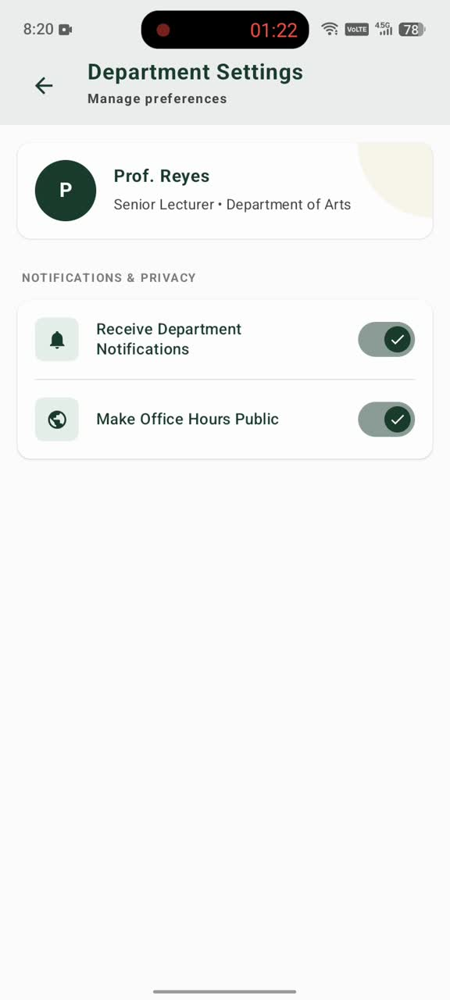 8:20
01:22
VoLTE
4.5G
78
Department Settings
Manage preferences
P
Prof. Reyes
Senior Lecturer • Department of Arts
NOTIFICATIONS & PRIVACY
Receive Department
Notifications
Make Office Hours Public